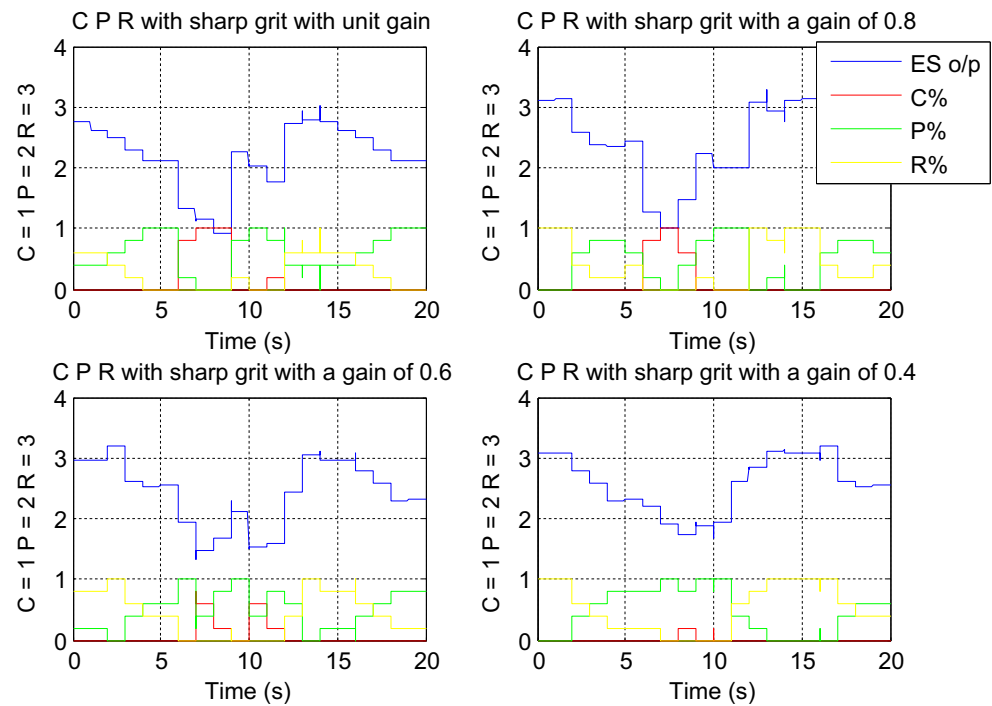 C P R with sharp grit with unit gain
4
3
2
1
0
C = 1 P = 2 R = 3
0
5
10
15
20
Time (s)
C P R with sharp grit with a gain of 0.8
4
3
2
1
0
C = 1 P = 2 R = 3
0
5
10
15
20
Time (s)
ES o/p
C%
P%
R%
C P R with sharp grit with a gain of 0.6
4
3
2
1
0
C = 1 P = 2 R = 3
0
5
10
15
20
Time (s)
C P R with sharp grit with a gain of 0.4
4
3
2
1
0
C = 1 P = 2 R = 3
0
5
10
15
20
Time (s)